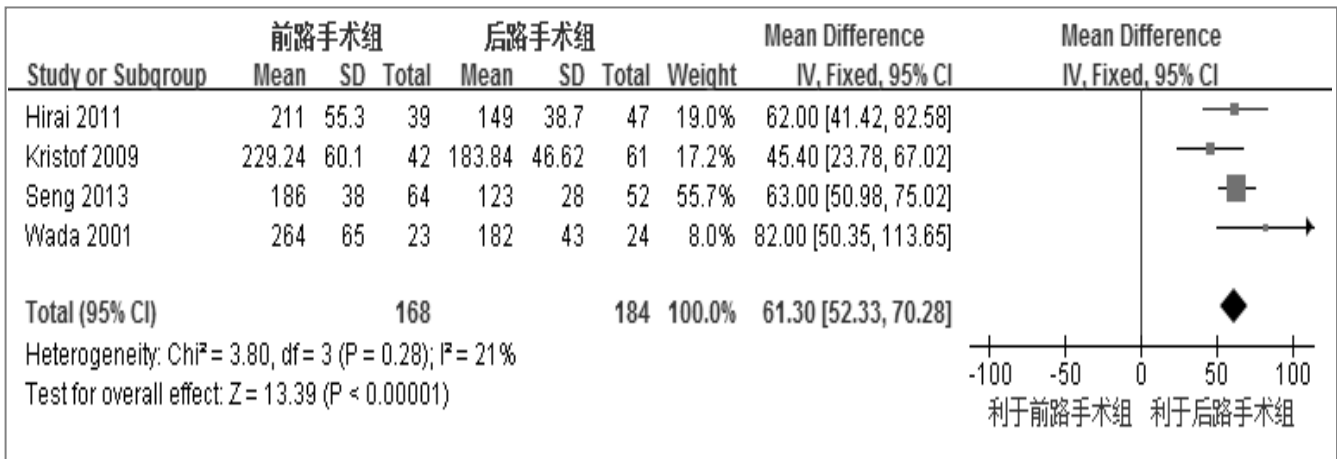 前路手术组 后路手术组 Mean Difference Mean Difference
Study or Subgroup Mean SD Total Mean SD Total Weight IV, Fixed, 95% CI IV, Fixed, 95% CI
Hirai 2011 211 55.3 39 149 38.7 47 19.0% 62.00 [41.42, 82.58]
Kristof 2009 229.24 60.1 42 183.84 46.62 61 17.2% 45.40 [23.78, 67.02]
Seng 2013 186 38 64 123 28 52 55.7% 63.00 [50.98, 75.02]
Wada 2001 264 65 23 182 43 24 8.0% 82.00 [50.35, 113.65]
Total (95% CI) 168 184 100.0% 61.30 [52.33, 70.28]
Heterogeneity: Chi² = 3.80, df = 3 (P = 0.28); I² = 21%
Test for overall effect: Z = 13.39 (P < 0.00001)
-100 -50 0 50 100
利于前路手术组 利于后路手术组